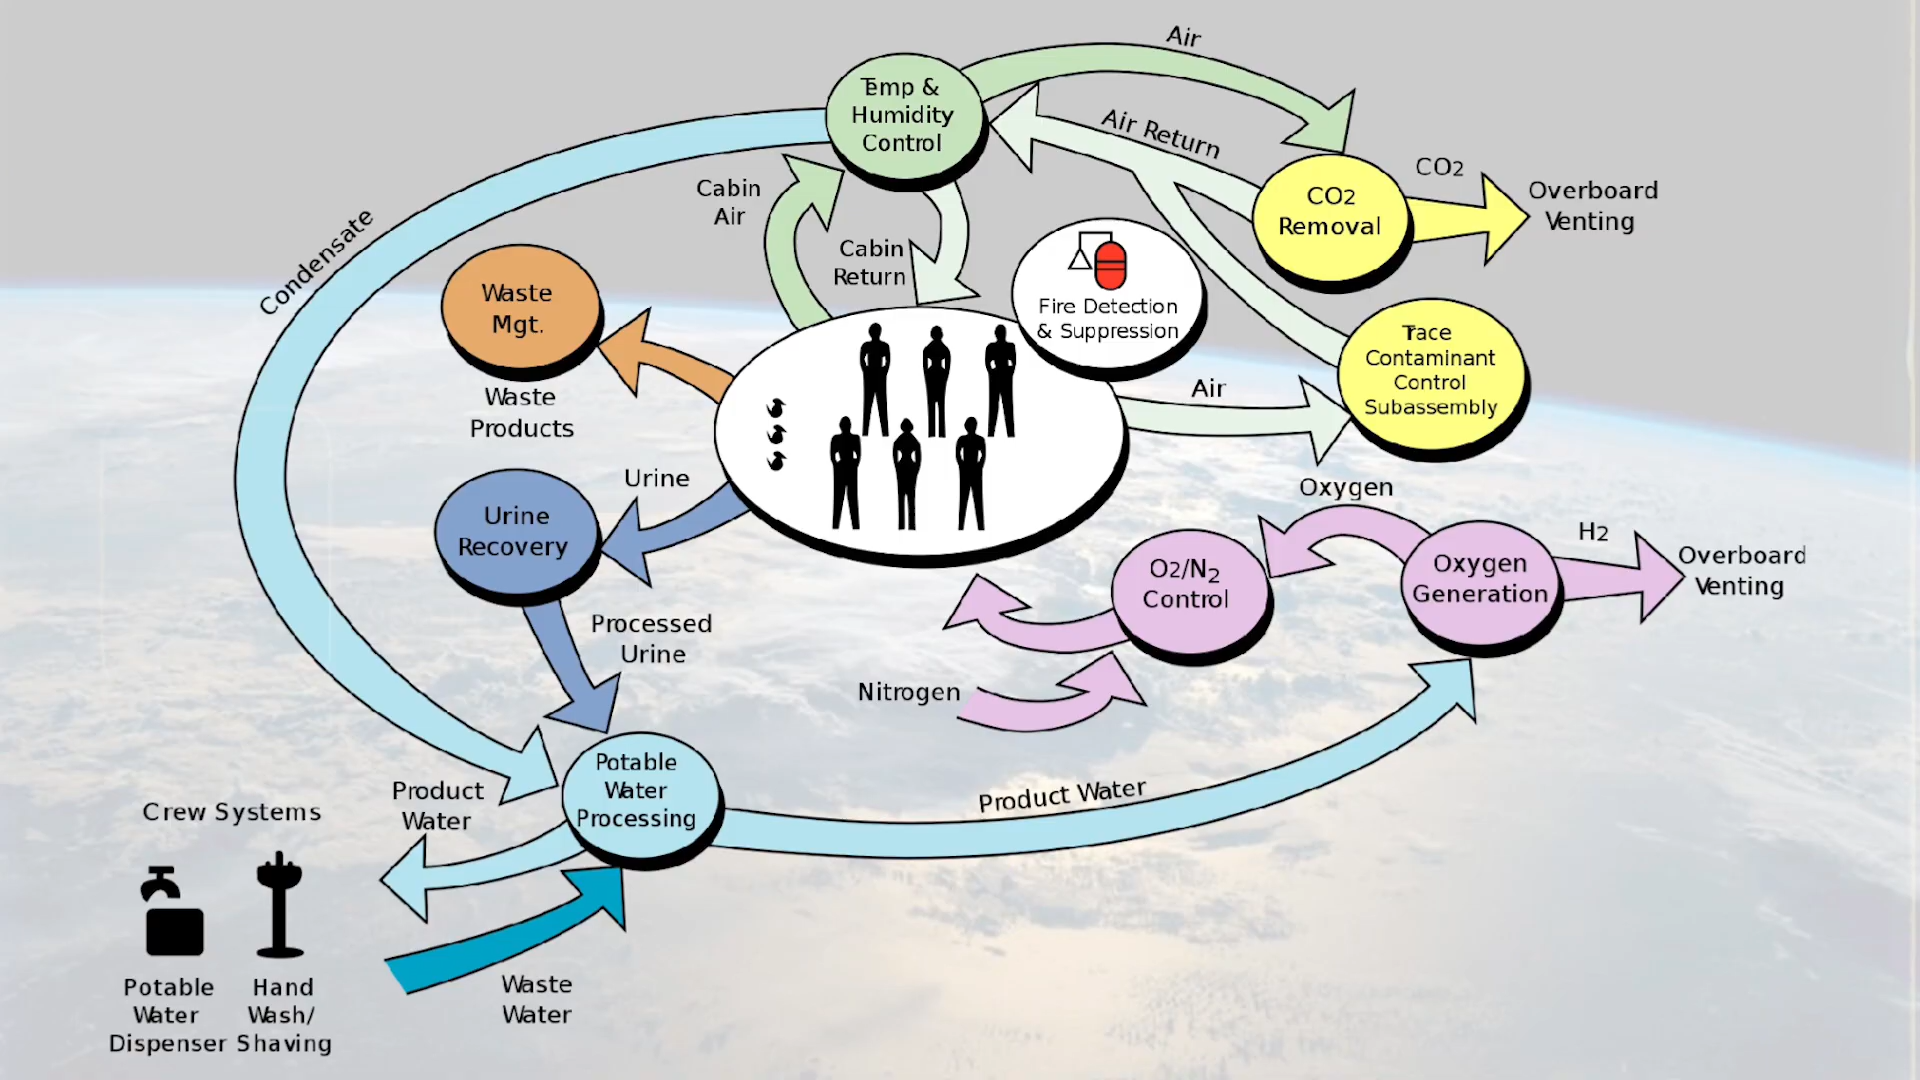 Air
Temp &
Humidity
Control
Air Return
CO2
Removal
CO2
Overboard
Venting
Cabin
Air
Cabin
Return
Condensate
Waste
Mgt.
Waste
Products
Fire Detection
& Suppression
Trace
Contaminant
Control
Subassembly
Air
Urine
Urine
Recovery
Oxygen
O2/N2
Control
Oxygen
Generation
H2
Overboard
Venting
Processed
Urine
Nitrogen
Potable
Water
Processing
Product Water
Product
Water
Crew Systems
Waste
Water
Potable
Water
Dispenser
Hand
Wash/
Shaving